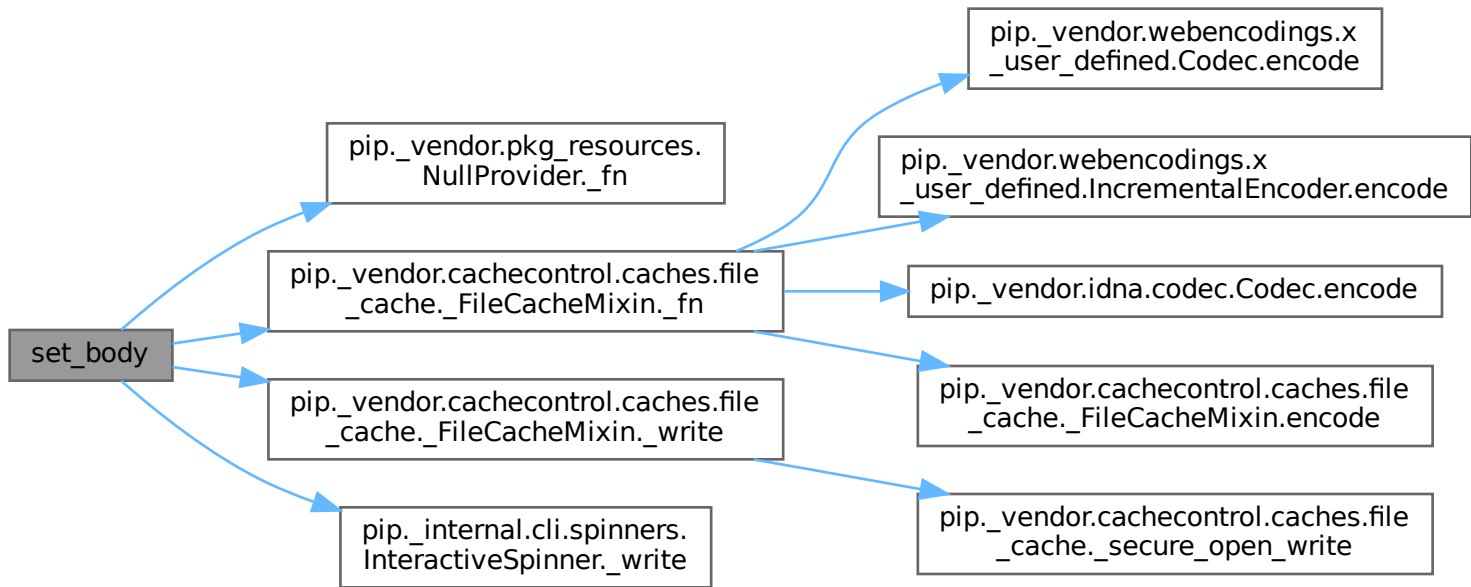 set_body
pip._vendor.pkg_resources.
NullProvider._fn
pip._vendor.cachecontrol.caches.file
_cache._FileCacheMixin._fn
pip._vendor.cachecontrol.caches.file
_cache._FileCacheMixin._write
pip._internal.cli.spinners.
InteractiveSpinner._write
pip._vendor.webencodings.x
_user_defined.Codec.encode
pip._vendor.webencodings.x
_user_defined.IncrementalEncoder.encode
pip._vendor.idna.codec.Codec.encode
pip._vendor.cachecontrol.caches.file
_cache._FileCacheMixin.encode
pip._vendor.cachecontrol.caches.file
_cache._secure_open_write